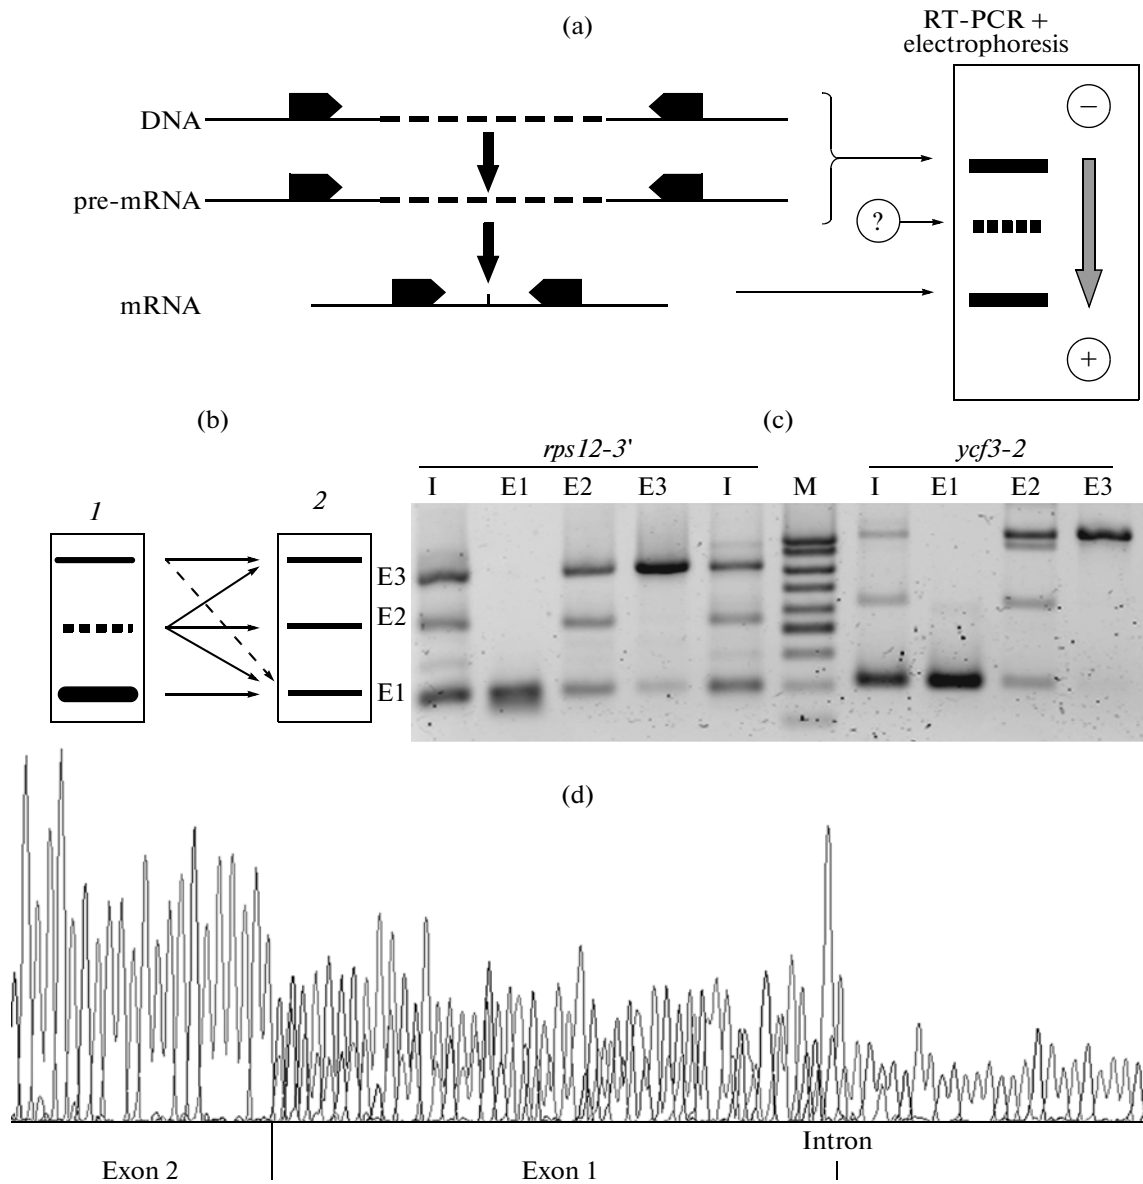 (a)
RT-PCR +
electrophoresis
DNA
−
pre-mRNA
?
mRNA
+
(b)
(c)
rps12-3'
ycf3-2
I E1 E2 E3 I M I E1 E2 E3
1
2
E3
E2
E1
(d)
Intron
Exon 2
Exon 1